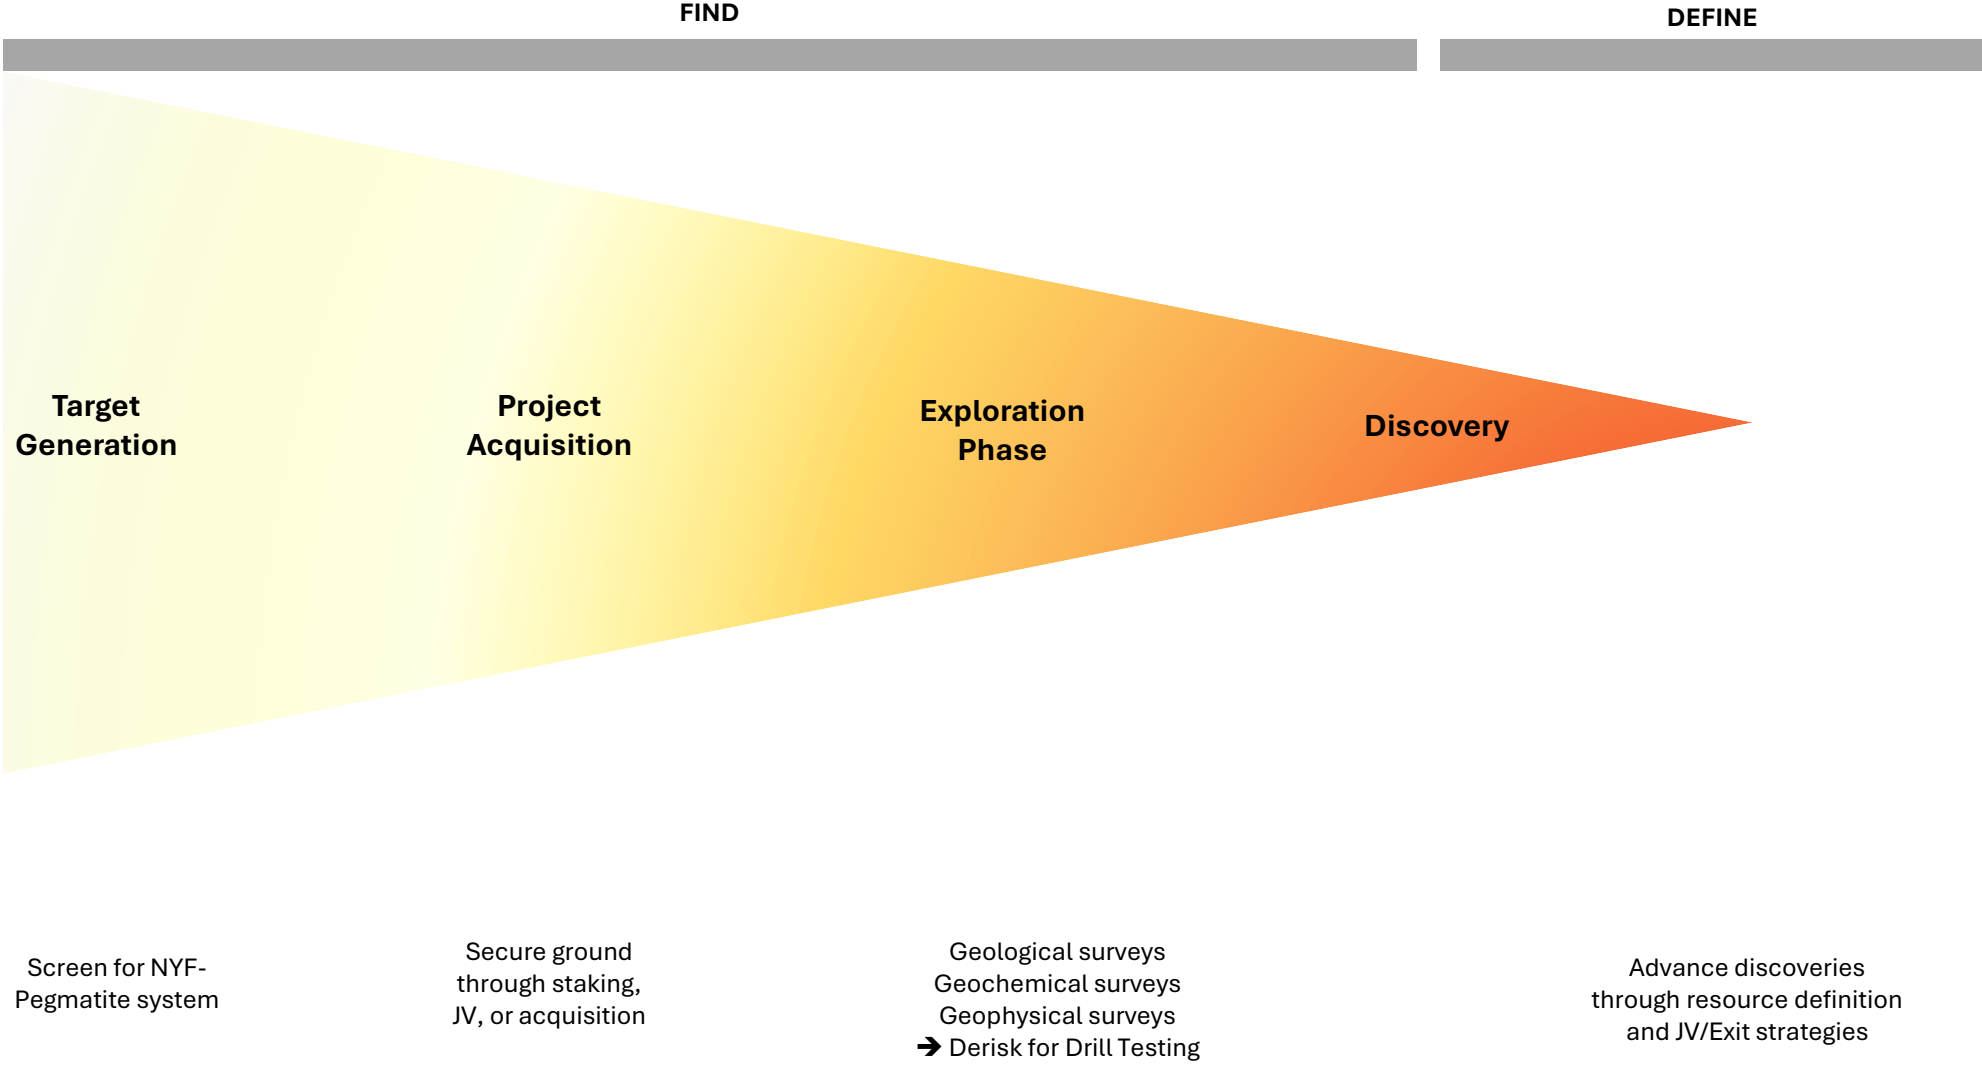 FIND
DEFINE
Target
Generation
Project
Acquisition
Exploration
Phase
Discovery
Screen for NYF-
Pegmatite system
Secure ground
through staking,
JV, or acquisition
Geological surveys
Geochemical surveys
Geophysical surveys
➔ Derisk for Drill Testing
Advance discoveries
through resource definition
and JV/Exit strategies